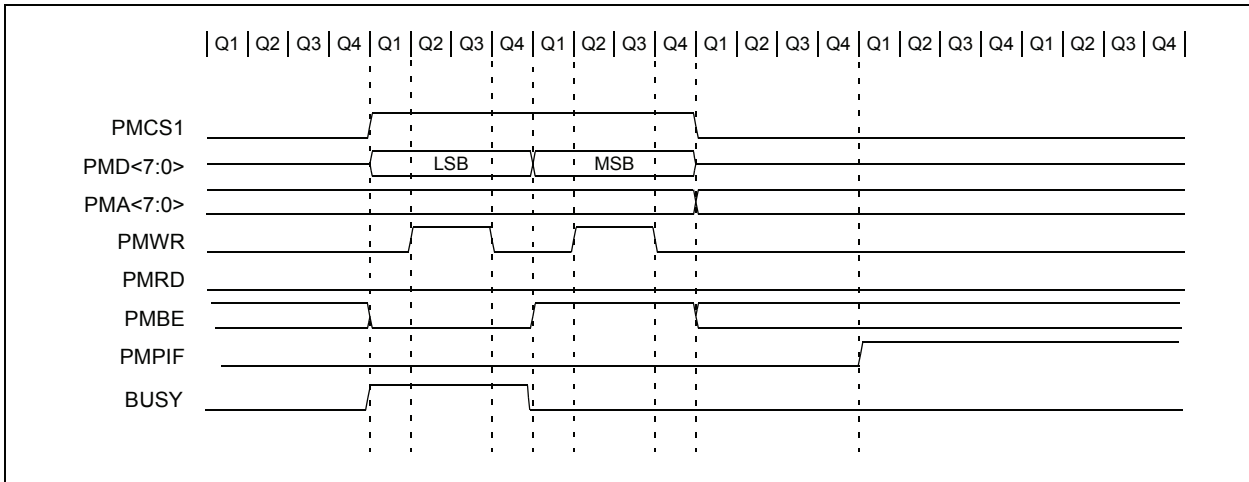 Q1 Q2 Q3 Q4 Q1 Q2 Q3 Q4 Q1 Q2 Q3 Q4 Q1 Q2 Q3 Q4 Q1 Q2 Q3 Q4 Q1 Q2 Q3 Q4
PMCS1
PMD<7:0> LSB MSB
PMA<7:0>
PMWR
PMRD
PMBE
PMPIF
BUSY